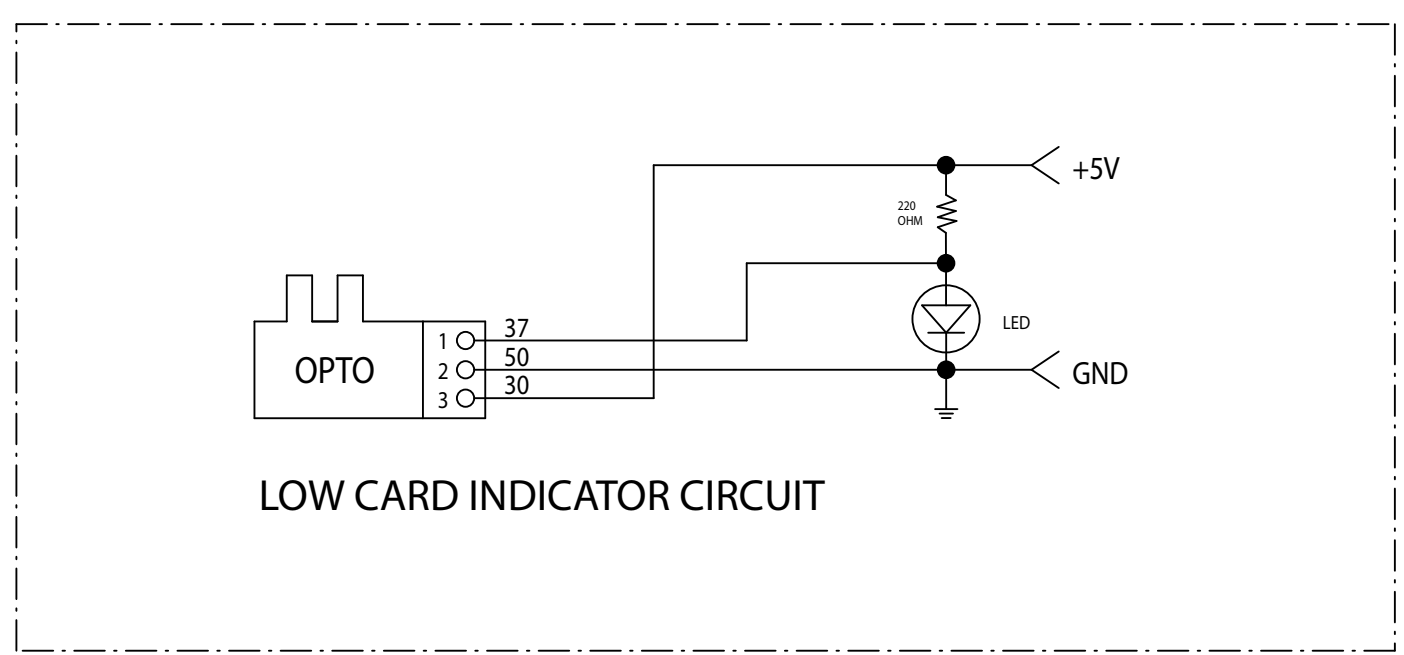 +5V
220
OHM
LED
GND
OPTO
1
37
2
50
3
30
LOW CARD INDICATOR CIRCUIT